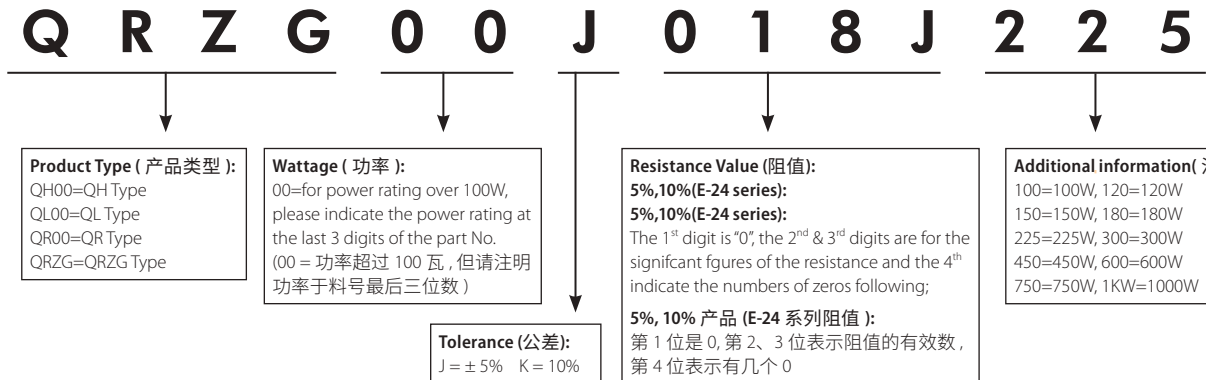 Q R Z G 0 0 J 0 1 8 J 2 2 5
Product Type ( 产品类型 ):
QH00=QH Type
QL00=QL Type
QR00=QR Type
QRZG=QRZG Type
Wattage ( 功率 ):
00=for power rating over 100W,
please indicate the power rating at
the last 3 digits of the part No.
(00 = 功率超过 100 瓦 , 但请注明
功率于料号最后三位数 )
Tolerance (公差):
J = ± 5% K = 10%
Resistance Value (阻值):
5%,10%(E-24 series):
5%,10%(E-24 series):
The 1st digit is “0”, the 2nd & 3rd digits are for the
signifcant fgures of the resistance and the 4th
indicate the numbers of zeros following;
5%, 10% 产品 (E-24 系列阻值 ):
第 1 位是 0, 第 2、3 位表示阻值的有效数 ,
第 4 位表示有几个 0
Additional information(
100=100W, 120=120W
150=150W, 180=180W
225=225W, 300=300W
450=450W, 600=600W
750=750W, 1KW=1000W